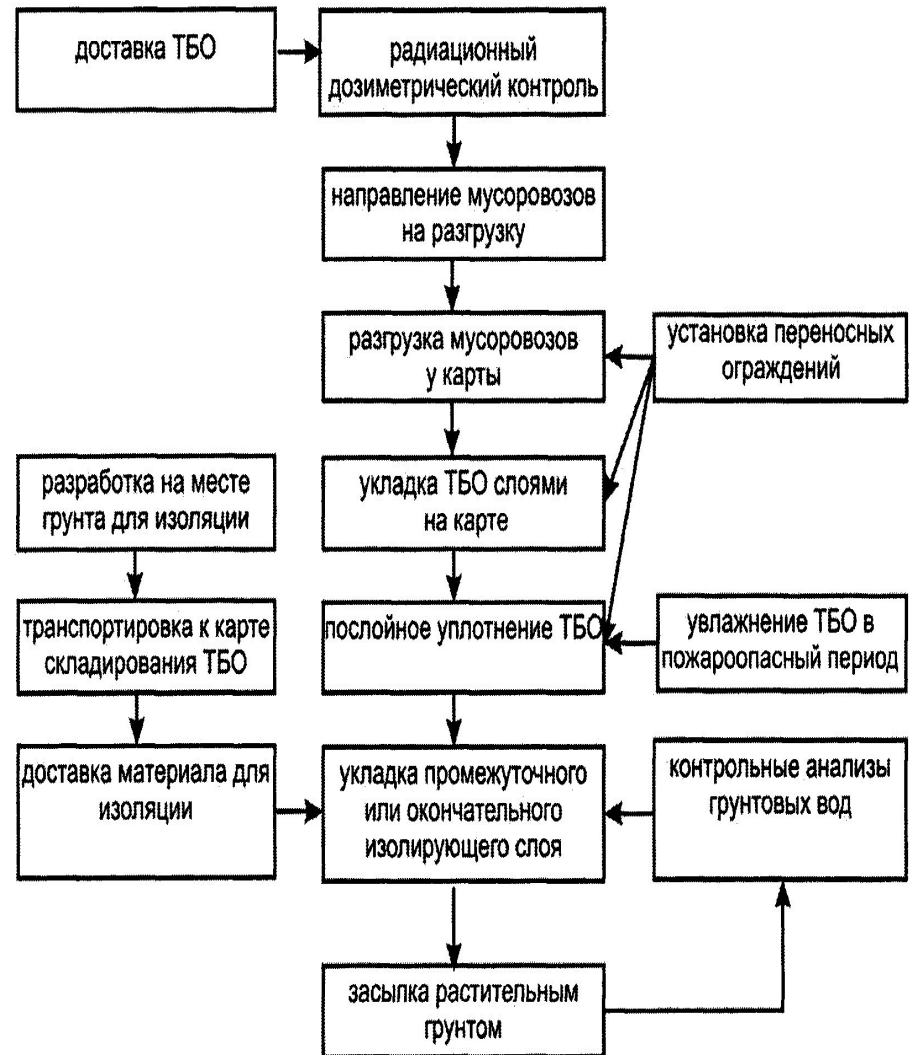 доставка ТБО
радиационный
дозиметрический контроль
направление мусоровозов
на разгрузку
разгрузка мусоровозов
у карты
установка переносных
ограждений
разработка на месте
грунта для изоляции
укладка ТБО слоями
на карте
транспортировка к карте
складирования ТБО
послойное уплотнение ТБО
увлажнение ТБО в
пожароопасный период
доставка материала для
изоляции
укладка промежуточного
или окончательного
изолирующего слоя
контрольные анализы
грунтовых вод
засыпка растительным
грунтом